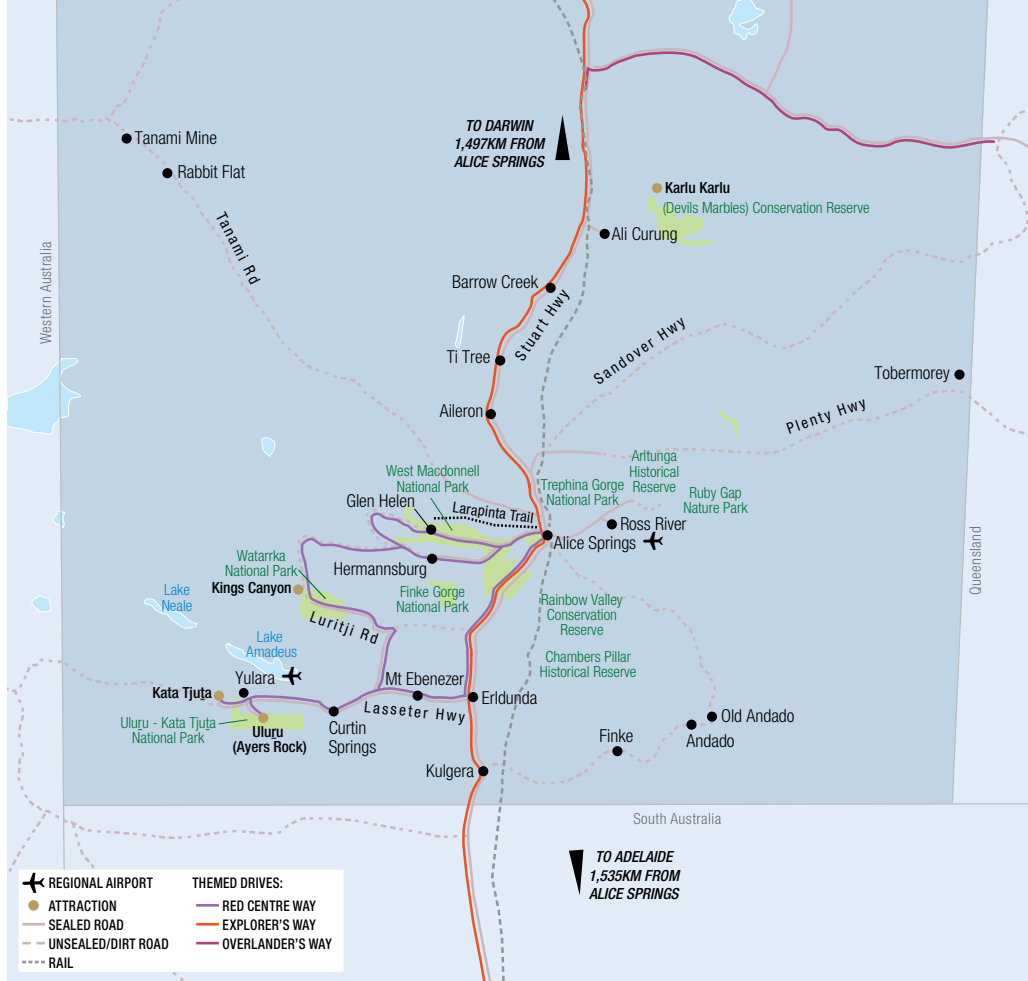 TO DARWIN
1,497KM FROM
ALICE SPRINGS
Tanami Mine
Rabbit Flat
Tanami Rd
Western Australia
Karlu Karlu
(Devils Marbles) Conservation Reserve
Ali Curung
Barrow Creek
Stuart Hwy
Ti Tree
Sandover Hwy
Tobermorey
Plenty Hwy
Aileron
West Macdonnell
National Park
Glen Helen
Larapinta Trail
Trephina Gorge
National Park
Arltunga
Historical
Reserve
Ruby Gap
Nature Park
Ross River
Alice Springs
Queensland
Hermannsburg
Watarrka
National Park
Kings Canyon
Finke Gorge
National Park
Lake
Neale
Luritji Rd
Rainbow Valley
Conservation
Reserve
Lake
Amadeus
Chambers Pillar
Historical Reserve
Yulara
Mt Ebenezer
Kata Tjuṯa
Erldunda
Lasseter Hwy
Uluṟu - Kata Tjuṯa
National Park
Uluṟu
(Ayers Rock)
Curtin
Springs
Old Andado
Andado
Finke
Kulgera
South Australia
TO ADELAIDE
1,535KM FROM
ALICE SPRINGS
REGIONAL AIRPORT
ATTRACTION
SEALED ROAD
UNSEALED/DIRT ROAD
RAIL
THEMED DRIVES:
RED CENTRE WAY
EXPLORER'S WAY
OVERLANDER'S WAY